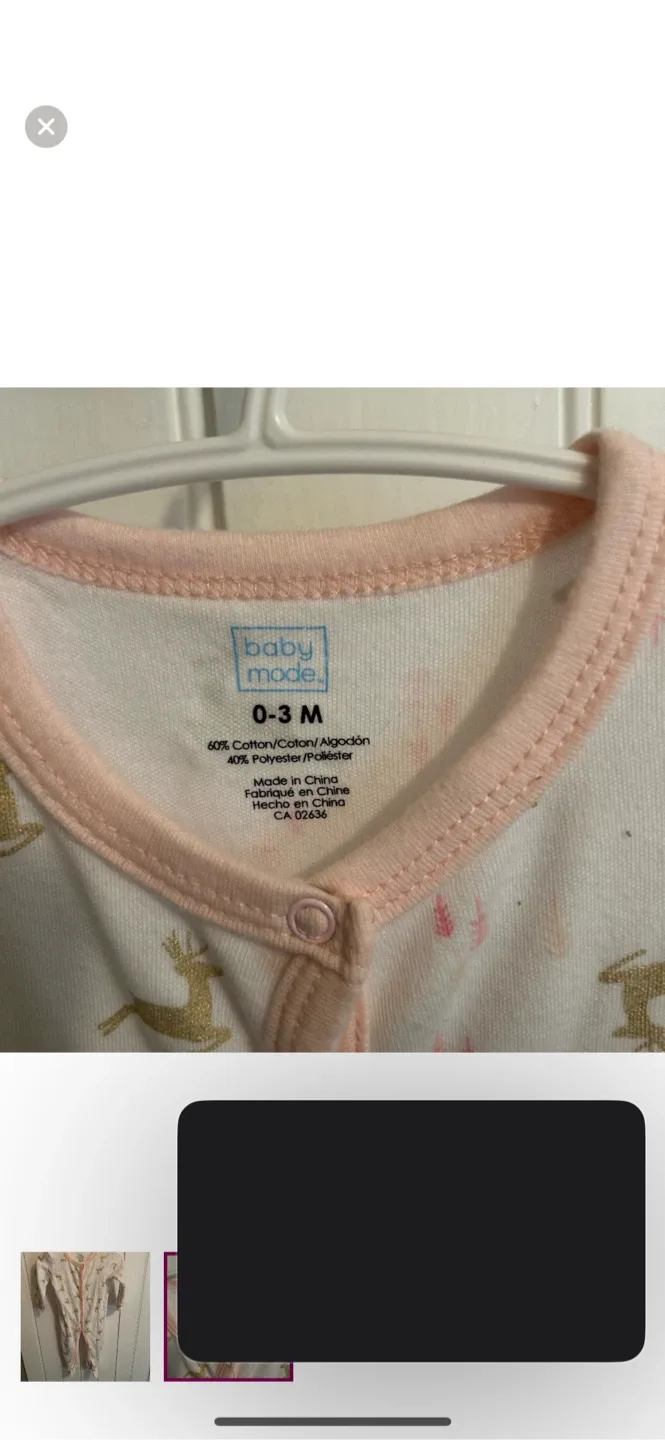 baby
mode™
0-3 M
60% Cotton/Coton/Algodón
40% Polyester/Poliéster
Made in China
Fabriqué en Chine
Hecho en China
CA 02636